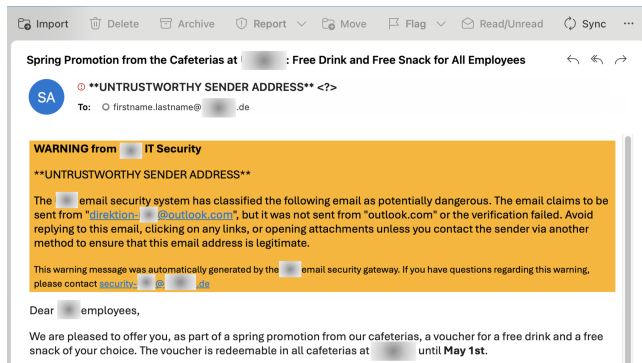 Import Delete Archive Report Move Flag Read/Unread Sync ...
Spring Promotion from the Cafeterias at : Free Drink and Free Snack for All Employees
SA
**UNTRUSTWORTHY SENDER ADDRESS** <?>
To: firstname.lastname@ .de
WARNING from IT Security
**UNTRUSTWORTHY SENDER ADDRESS**
The email security system has classified the following email as potentially dangerous. The email claims to be
sent from "direktion- @outlook.com", but it was not sent from "outlook.com" or the verification failed. Avoid
replying to this email, clicking on any links, or opening attachments unless you contact the sender via another
method to ensure that this email address is legitimate.
This warning message was automatically generated by the email security gateway. If you have questions regarding this warning,
please contact security- @ .de
Dear employees,
We are pleased to offer you, as part of a spring promotion from our cafeterias, a voucher for a free drink and a free
snack of your choice. The voucher is redeemable in all cafeterias at until May 1st.